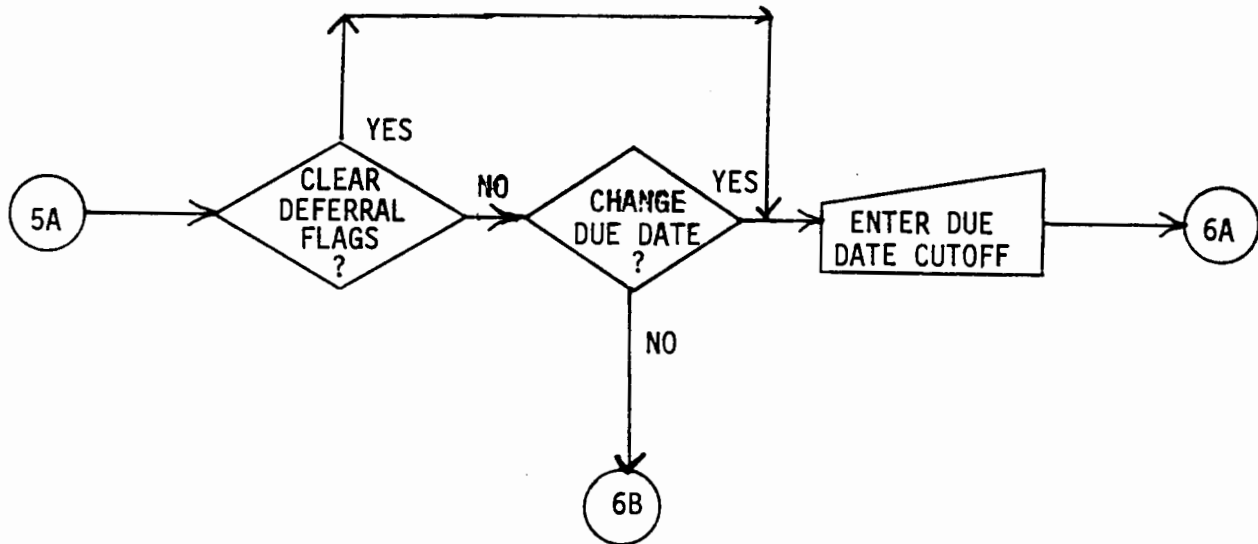 YES
5A
CLEAR
DEFERRAL
FLAGS
?
NO
CHANGE
DUE DATE
?
YES
ENTER DUE
DATE CUTOFF
6A
NO
6B